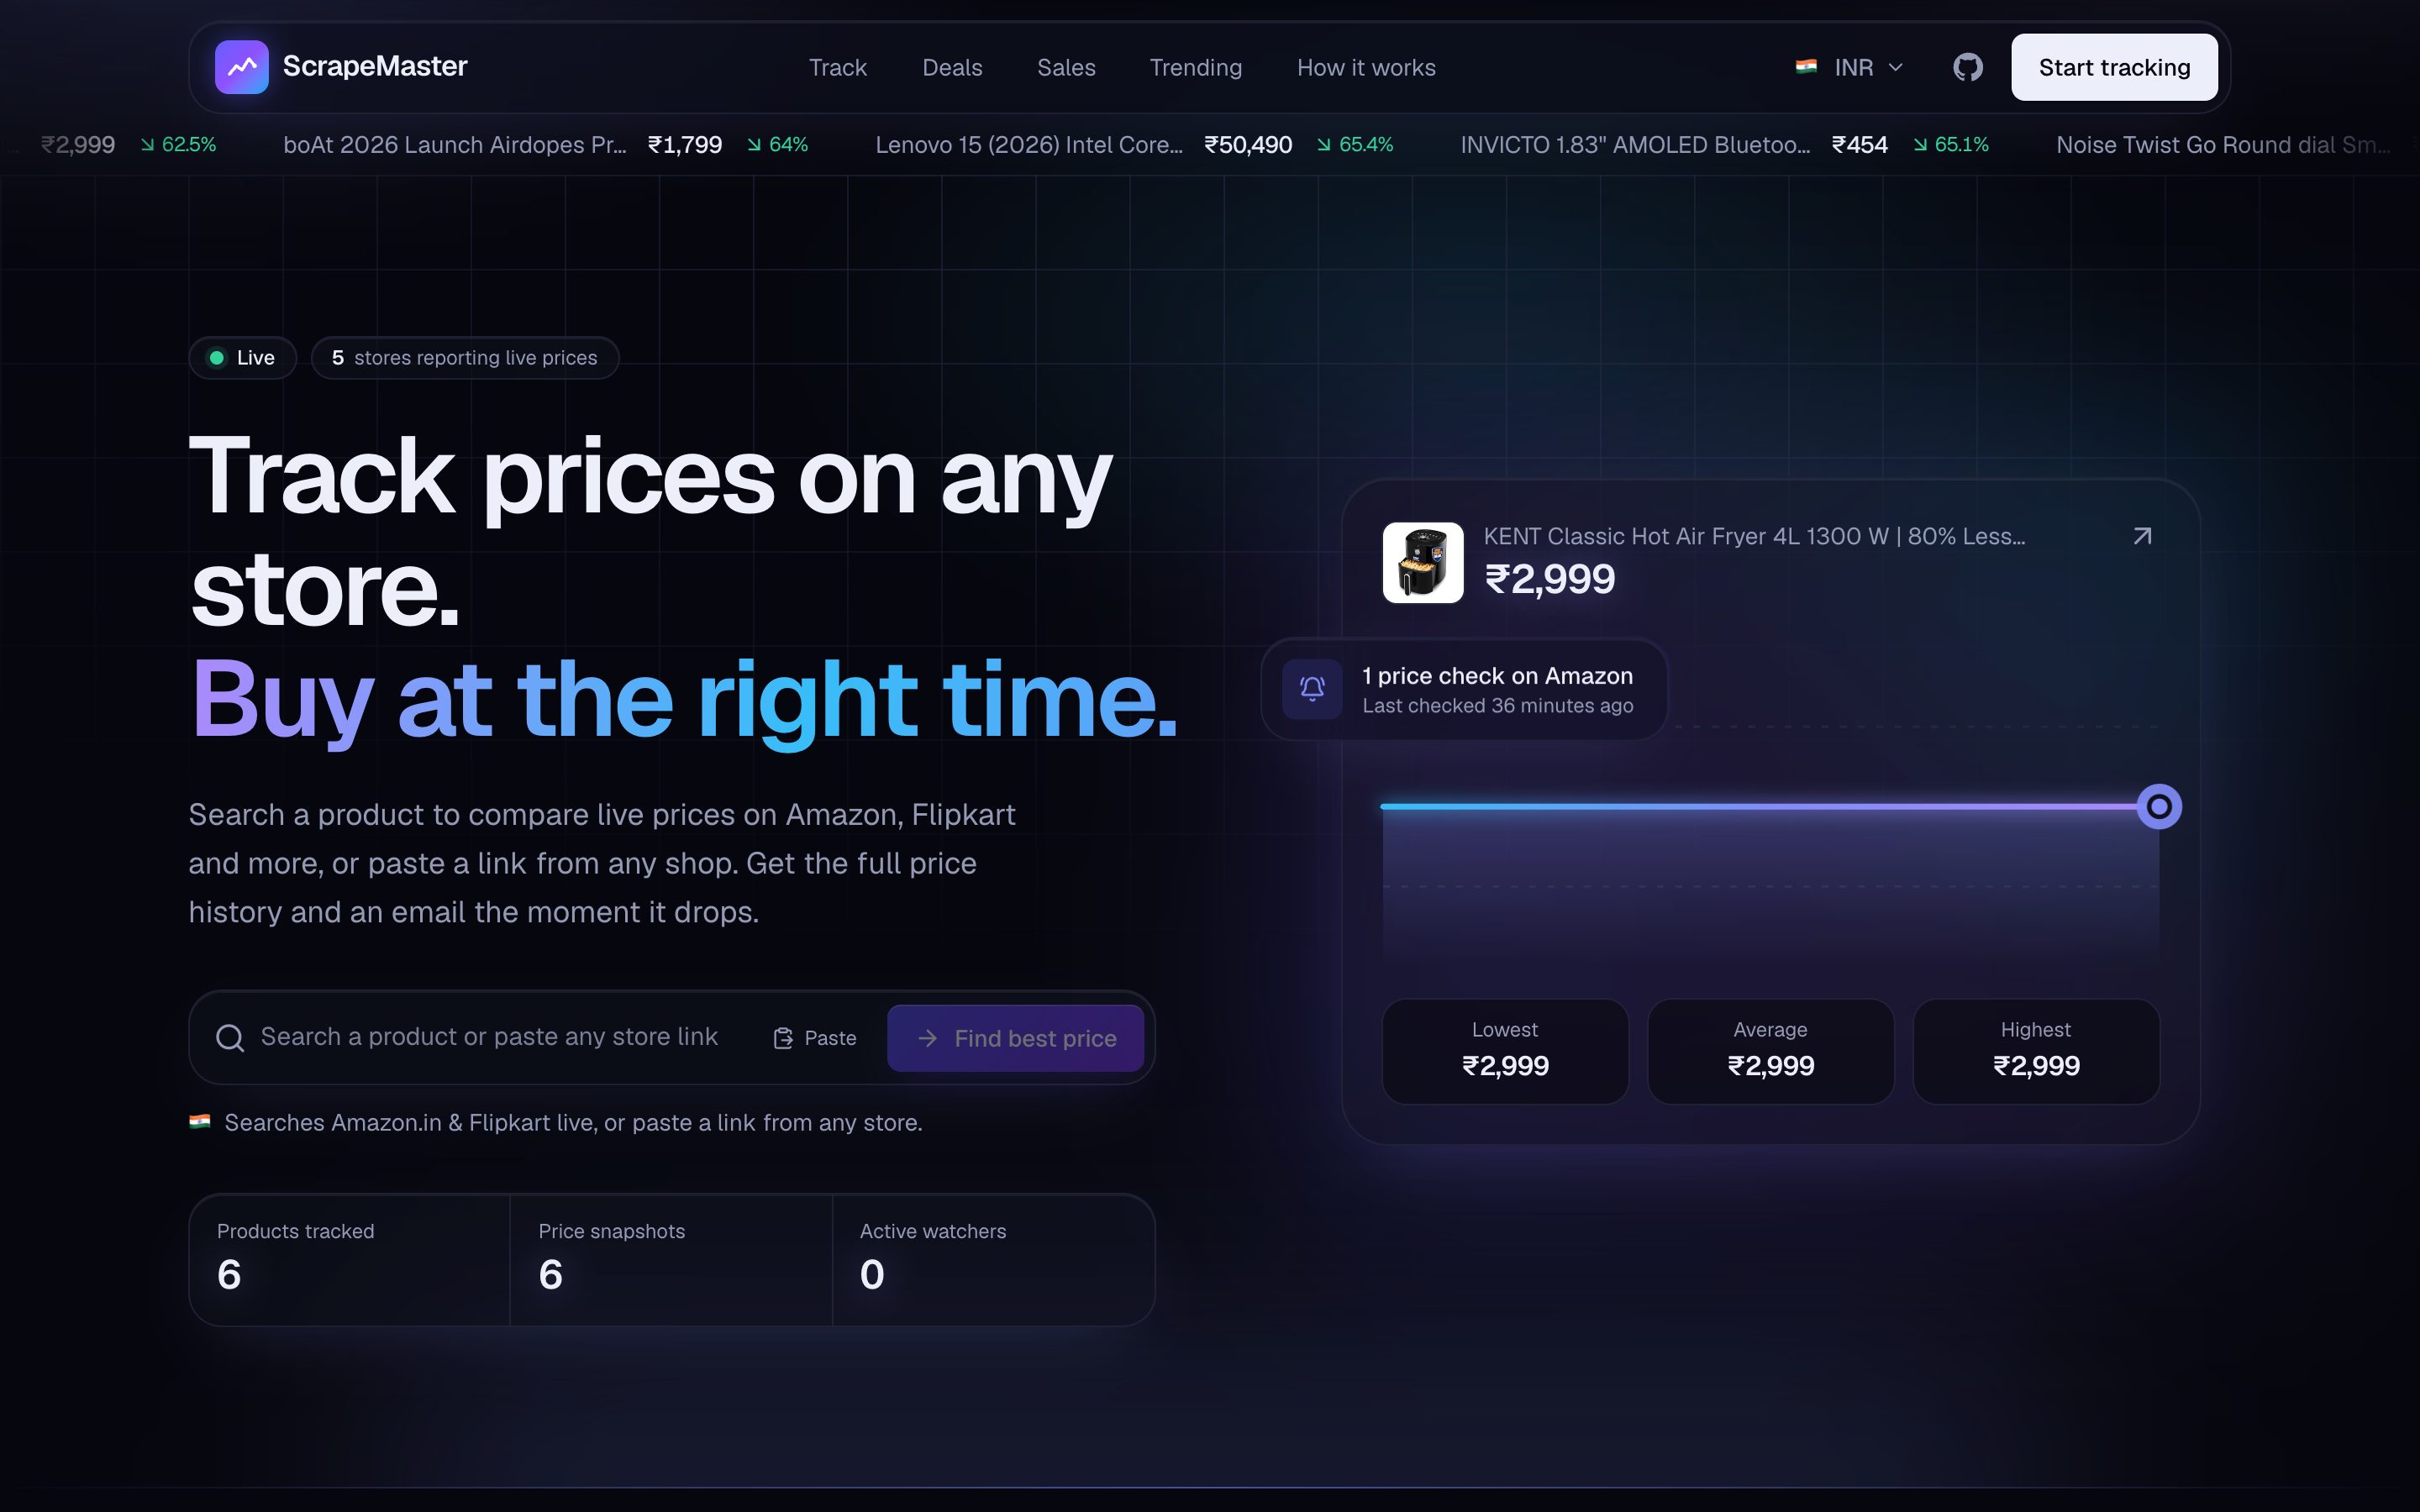 ScrapeMaster
Track
Deals
Sales
Trending
How it works
INR
Start tracking
₹2,999 62.5%
boAt 2026 Launch Airdopes Pr... ₹1,799 64%
Lenovo 15 (2026) Intel Core... ₹50,490 65.4%
INVICTO 1.83" AMOLED Bluetoo... ₹454 65.1%
Noise Twist Go Round dial Sm...
Live
5 stores reporting live prices
Track prices on any
store.
Buy at the right time.
Search a product to compare live prices on Amazon, Flipkart
and more, or paste a link from any shop. Get the full price
history and an email the moment it drops.
Search a product or paste any store link
Paste
Find best price
Searches Amazon.in & Flipkart live, or paste a link from any store.
Products tracked
6
Price snapshots
6
Active watchers
0
KENT Classic Hot Air Fryer 4L 1300 W | 80% Less...
₹2,999
1 price check on Amazon
Last checked 36 minutes ago
Lowest
₹2,999
Average
₹2,999
Highest
₹2,999